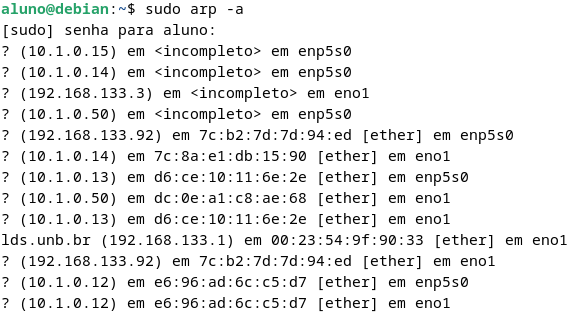 aluno@debian:~$ sudo arp -a
[sudo] senha para aluno:
? (10.1.0.15) em <incompleto> em enp5s0
? (10.1.0.14) em <incompleto> em enp5s0
? (192.168.133.3) em <incompleto> em eno1
? (10.1.0.50) em <incompleto> em enp5s0
? (192.168.133.92) em 7c:b2:7d:7d:94:ed [ether] em enp5s0
? (10.1.0.14) em 7c:8a:e1:db:15:90 [ether] em eno1
? (10.1.0.13) em d6:ce:10:11:6e:2e [ether] em enp5s0
? (10.1.0.50) em dc:0e:a1:c8:ae:68 [ether] em eno1
? (10.1.0.13) em d6:ce:10:11:6e:2e [ether] em eno1
lds.unb.br (192.168.133.1) em 00:23:54:9f:90:33 [ether] em eno1
? (192.168.133.92) em 7c:b2:7d:7d:94:ed [ether] em eno1
? (10.1.0.12) em e6:96:ad:6c:c5:d7 [ether] em enp5s0
? (10.1.0.12) em e6:96:ad:6c:c5:d7 [ether] em eno1